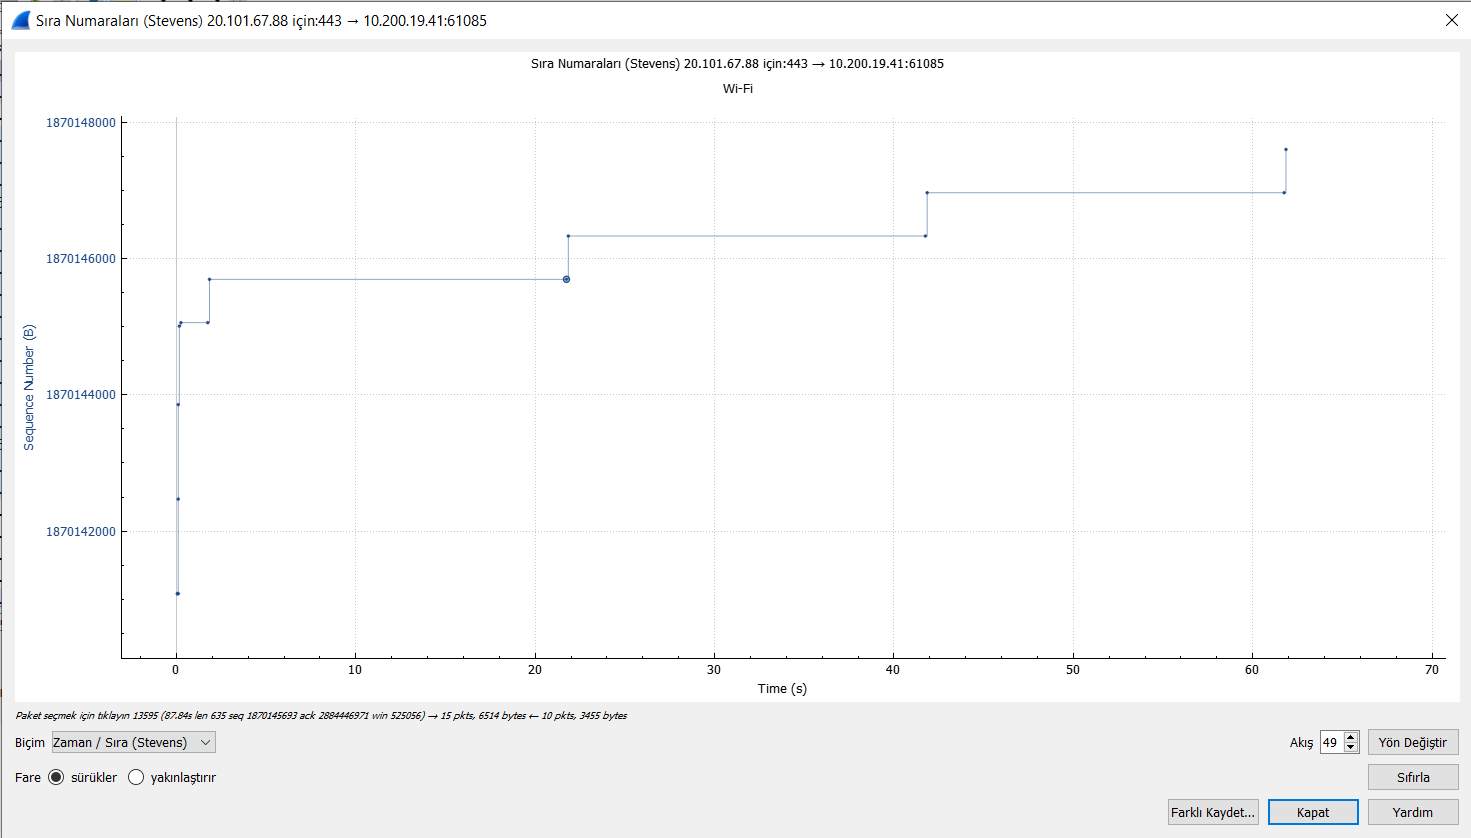 Sıra Numaraları (Stevens) 20.101.67.88 için:443 → 10.200.19.41:61085
Sıra Numaraları (Stevens) 20.101.67.88 için:443 → 10.200.19.41:61085
Wi-Fi
Sequence Number (B)
1870148000
1870146000
1870144000
1870142000
0 10 20 30 40 50 60 70
Time (s)
Paket seçmek için tıklayın 13595 (87.84s len 635 seq 1870145693 ack 2884446971 win 525056) → 15 pkts, 6514 bytes ← 10 pkts, 3455 bytes
Biçim Zaman / Sıra (Stevens) Akış 49 Yön Değiştir
Fare sürükler yakınlaştırır Sıfırla
Farklı Kaydet... Kapat Yardım